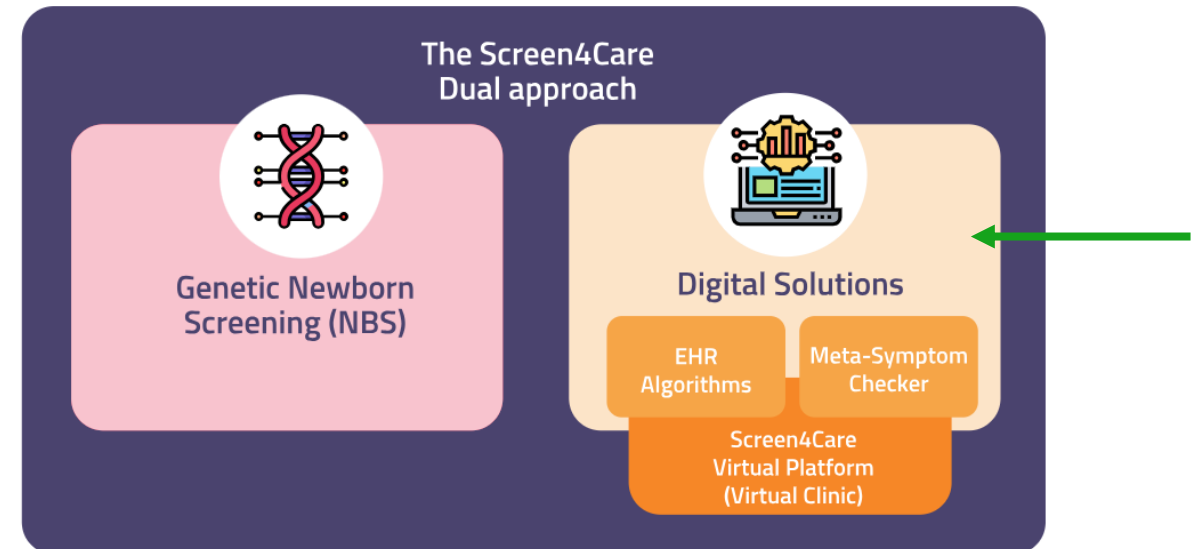 The Screen4Care
Dual approach
Genetic Newborn
Screening (NBS)
Digital Solutions
EHR
Algorithms
Meta-Symptom
Checker
Screen4Care
Virtual Platform
(Virtual Clinic)